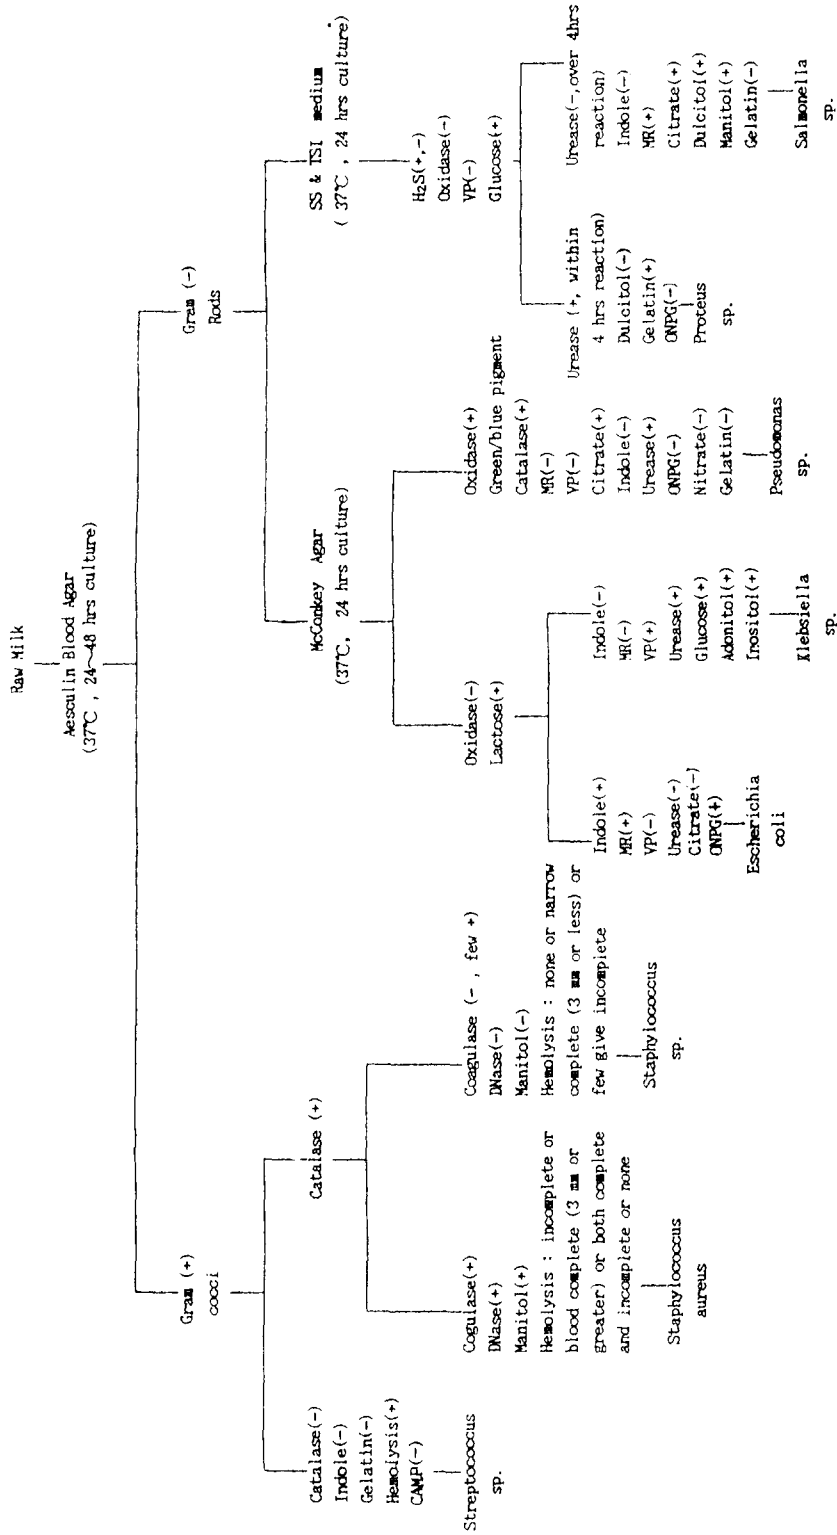 Raw Milk
Aesculin Blood Agar
(37℃ , 24~48 hrs culture)
Gram (+)
cocci
Gram (-)
Rods
Catalase(-)
Indole(-)
Gelatin(-)
Hemolysis(+)
CAMP(-)
Streptococcus
sp.
Catalase (+)
Cogulase(+)
DNase(+)
Manitol(+)
Hemolysis : incomplete or
blood complete (3 mm or
greater) or both complete
and incomplete or none
Staphylococcus
aureus
Coagulase (- , few +)
DNase(-)
Manitol(-)
Hemolysis : none or narrow
complete (3 mm or less) or
few give incomplete
Staphylococcus
sp.
McConkey Agar
(37℃, 24 hrs culture)
Oxidase(-)
Lactose(+)
Indole(+)
MR(+)
VP(-)
Urease(-)
Citrate(-)
ONPG(+)
Escherichia
coli
Indole(-)
MR(-)
VP(+)
Urease(+)
Glucose(+)
Adonitol(+)
Inositol(+)
Klebsiella
sp.
Oxidase(+)
Green/blue pigment
Catalase(+)
MR(-)
VP(-)
Citrate(+)
Indole(-)
Urease(+)
ONPG(-)
Nitrate(-)
Gelatin(-)
Pseudomonas
sp.
SS & TSI medium
( 37℃ , 24 hrs culture)
H2S(+,-)
Oxidase(-)
VP(-)
Glucose(+)
Urease (+, within
4 hrs reaction)
Dulcitol(-)
Gelatin(+)
ONPG(-)
Proteus
sp.
Urease(-,over 4hrs
reaction)
Indole(-)
MR(+)
Citrate(+)
Dulcitol(+)
Manitol(+)
Gelatin(-)
Salmonella
sp.